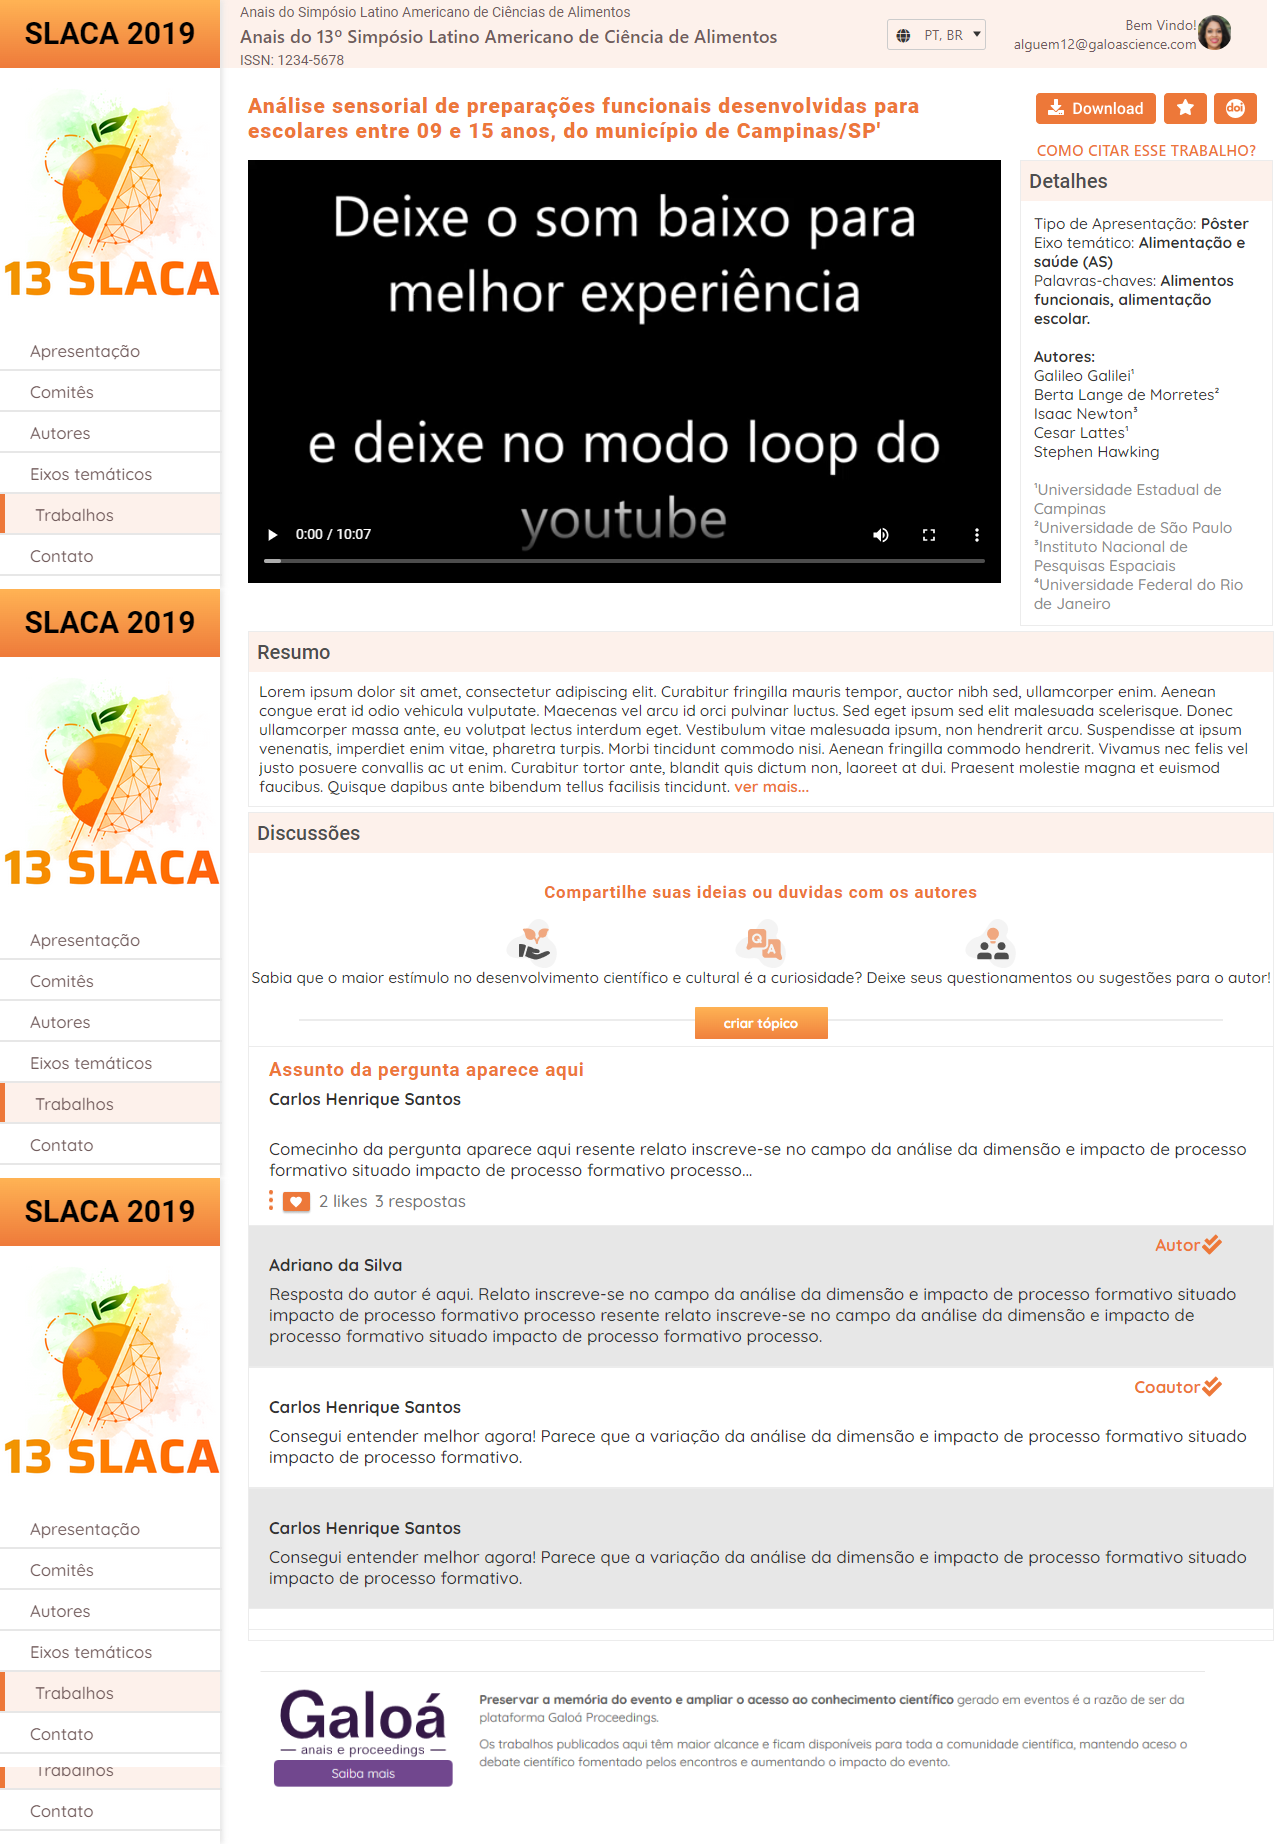 SLACA 2019
13 SLACA
Apresentação
Comitês
Autores
Eixos temáticos
Trabalhos
Contato
SLACA 2019
13 SLACA
Apresentação
Comitês
Autores
Eixos temáticos
Trabalhos
Contato
SLACA 2019
13 SLACA
Apresentação
Comitês
Autores
Eixos temáticos
Trabalhos
Contato
Trabalhos
Contato
Anais do Simpósio Latino Americano de Ciências de Alimentos
Anais do 13º Simpósio Latino Americano de Ciência de Alimentos
ISSN: 1234-5678
PT, BR
Bem Vindo!
alguem12@galoascience.com
Análise sensorial de preparações funcionais desenvolvidas para
escolares entre 09 e 15 anos, do município de Campinas/SP'
Download
doi
COMO CITAR ESSE TRABALHO?
Deixe o som baixo para
melhor experiência
e deixe no modo loop do
youtube
0:00 / 10:07
Detalhes
Tipo de Apresentação: Pôster
Eixo temático: Alimentação e
saúde (AS)
Palavras-chaves: Alimentos
funcionais, alimentação
escolar.
Autores:
Galileo Galilei¹
Berta Lange de Morretes²
Isaac Newton³
Cesar Lattes¹
Stephen Hawking
¹Universidade Estadual de
Campinas
²Universidade de São Paulo
³Instituto Nacional de
Pesquisas Espaciais
⁴Universidade Federal do Rio
de Janeiro
Resumo
Lorem ipsum dolor sit amet, consectetur adipiscing elit. Curabitur fringilla mauris tempor, auctor nibh sed, ullamcorper enim. Aenean
congue erat id odio vehicula vulputate. Maecenas vel arcu id orci pulvinar luctus. Sed eget ipsum sed elit malesuada scelerisque. Donec
ullamcorper massa ante, eu volutpat lectus interdum eget. Vestibulum vitae malesuada ipsum, non hendrerit arcu. Suspendisse at ipsum
venenatis, imperdiet enim vitae, pharetra turpis. Morbi tincidunt commodo nisi. Aenean fringilla commodo hendrerit. Vivamus nec felis vel
justo posuere convallis ac ut enim. Curabitur tortor ante, blandit quis dictum non, laoreet at dui. Praesent molestie magna et euismod
faucibus. Quisque dapibus ante bibendum tellus facilisis tincidunt. ver mais...
Discussões
Compartilhe suas ideias ou duvidas com os autores
Q A
Sabia que o maior estímulo no desenvolvimento científico e cultural é a curiosidade? Deixe seus questionamentos ou sugestões para o autor!
criar tópico
Assunto da pergunta aparece aqui
Carlos Henrique Santos
Comecinho da pergunta aparece aqui resente relato inscreve-se no campo da análise da dimensão e impacto de processo
formativo situado impacto de processo formativo processo...
2 likes 3 respostas
Autor
Adriano da Silva
Resposta do autor é aqui. Relato inscreve-se no campo da análise da dimensão e impacto de processo formativo situado
impacto de processo formativo processo resente relato inscreve-se no campo da análise da dimensão e impacto de
processo formativo situado impacto de processo formativo processo.
Coautor
Carlos Henrique Santos
Consegui entender melhor agora! Parece que a variação da análise da dimensão e impacto de processo formativo situado
impacto de processo formativo.
Carlos Henrique Santos
Consegui entender melhor agora! Parece que a variação da análise da dimensão e impacto de processo formativo situado
impacto de processo formativo.
Galoá
anais e proceedings
Saiba mais
Preservar a memória do evento e ampliar o acesso ao conhecimento científico gerado em eventos é a razão de ser da
plataforma Galoá Proceedings.
Os trabalhos publicados aqui têm maior alcance e ficam disponíveis para toda a comunidade científica, mantendo aceso o
debate científico fomentado pelos encontros e aumentando o impacto do evento.